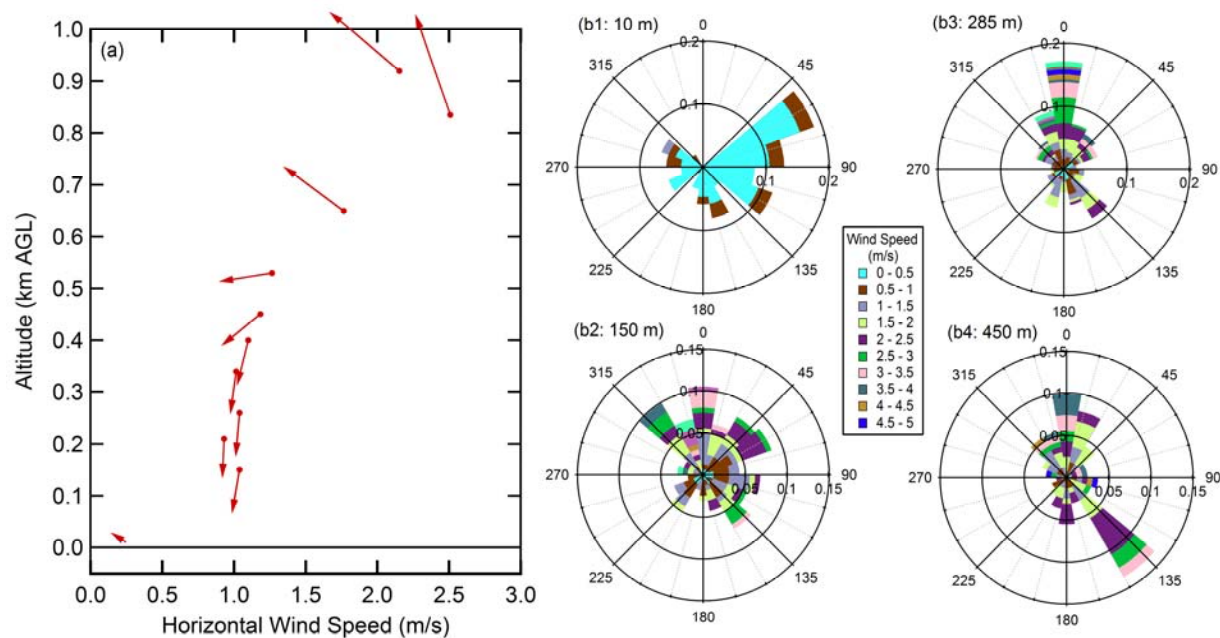 (a)
1.0
0.9
0.8
0.7
0.6
0.5
0.4
0.3
0.2
0.1
0.0
Altitude (km AGL)
0.0 0.5 1.0 1.5 2.0 2.5 3.0
Horizontal Wind Speed (m/s)
(b1: 10 m)
0
0.2
315 45
0.1
270 90
0.1 0.2
225 135
180
(b3: 285 m)
0
0.2
315 45
0.1
270 90
0.1 0.2
225 135
180
Wind Speed
(m/s)
0 - 0.5
0.5 - 1
1 - 1.5
1.5 - 2
2 - 2.5
2.5 - 3
3 - 3.5
3.5 - 4
4 - 4.5
4.5 - 5
(b2: 150 m)
0
0.15
315 45
0.1
0.05
270 90
0.05 0.1 0.15
225 135
180
(b4: 450 m)
0
0.15
315 45
0.1
0.05
270 90
0.05 0.1 0.15
225 135
180